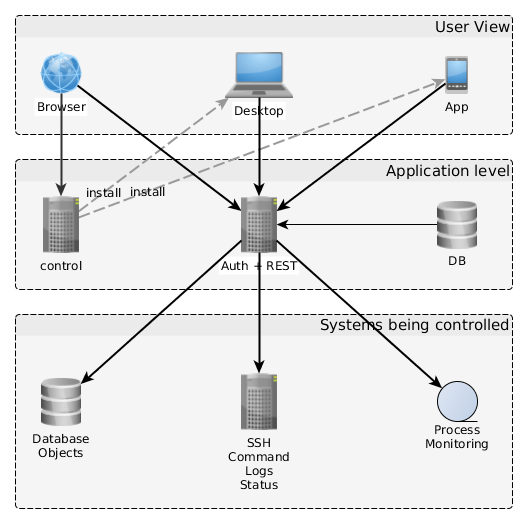 User View
Browser
Desktop
App
Application level
install install
control
Auth + REST
DB
Systems being controlled
Database
Objects
SSH
Command
Logs
Status
Process
Monitoring